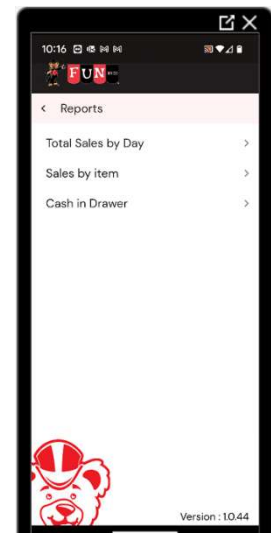 10:16
FUN
< Reports
Total Sales by Day >
Sales by item >
Cash in Drawer >
Version : 1.0.44